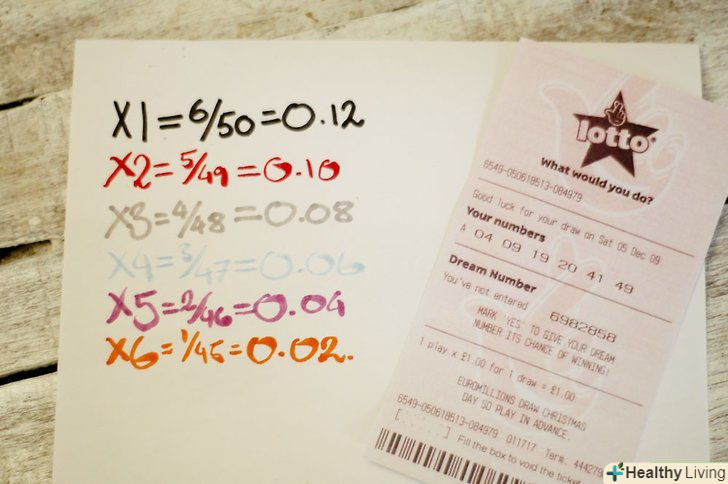 X1=6/50=0.12
X2=5/49=0.10
X3=4/48=0.08
X4=3/47=0.06
X5=2/46=0.04
X6=1/45=0.02.
lotto
What would you do?
6549-050618513-084979
Good luck for your draw on Sat 05 Dec 09
Your numbers
A 04 09 19 20 41 49
Dream Number
You've not entered 6982858
MARK 'YES' TO GIVE YOUR DREAM
NUMBER ITS CHANCE OF WINNING!
1 play x £1.00 for 1 draw = £1.00
EUROMILLIONS DRAW CHRISTMAS
DAY SO PLAY IN ADVANCE.
6549-050618513-084979 011717 Term. 444279
[ ] Fill the box to void the ticket
Healthy Living